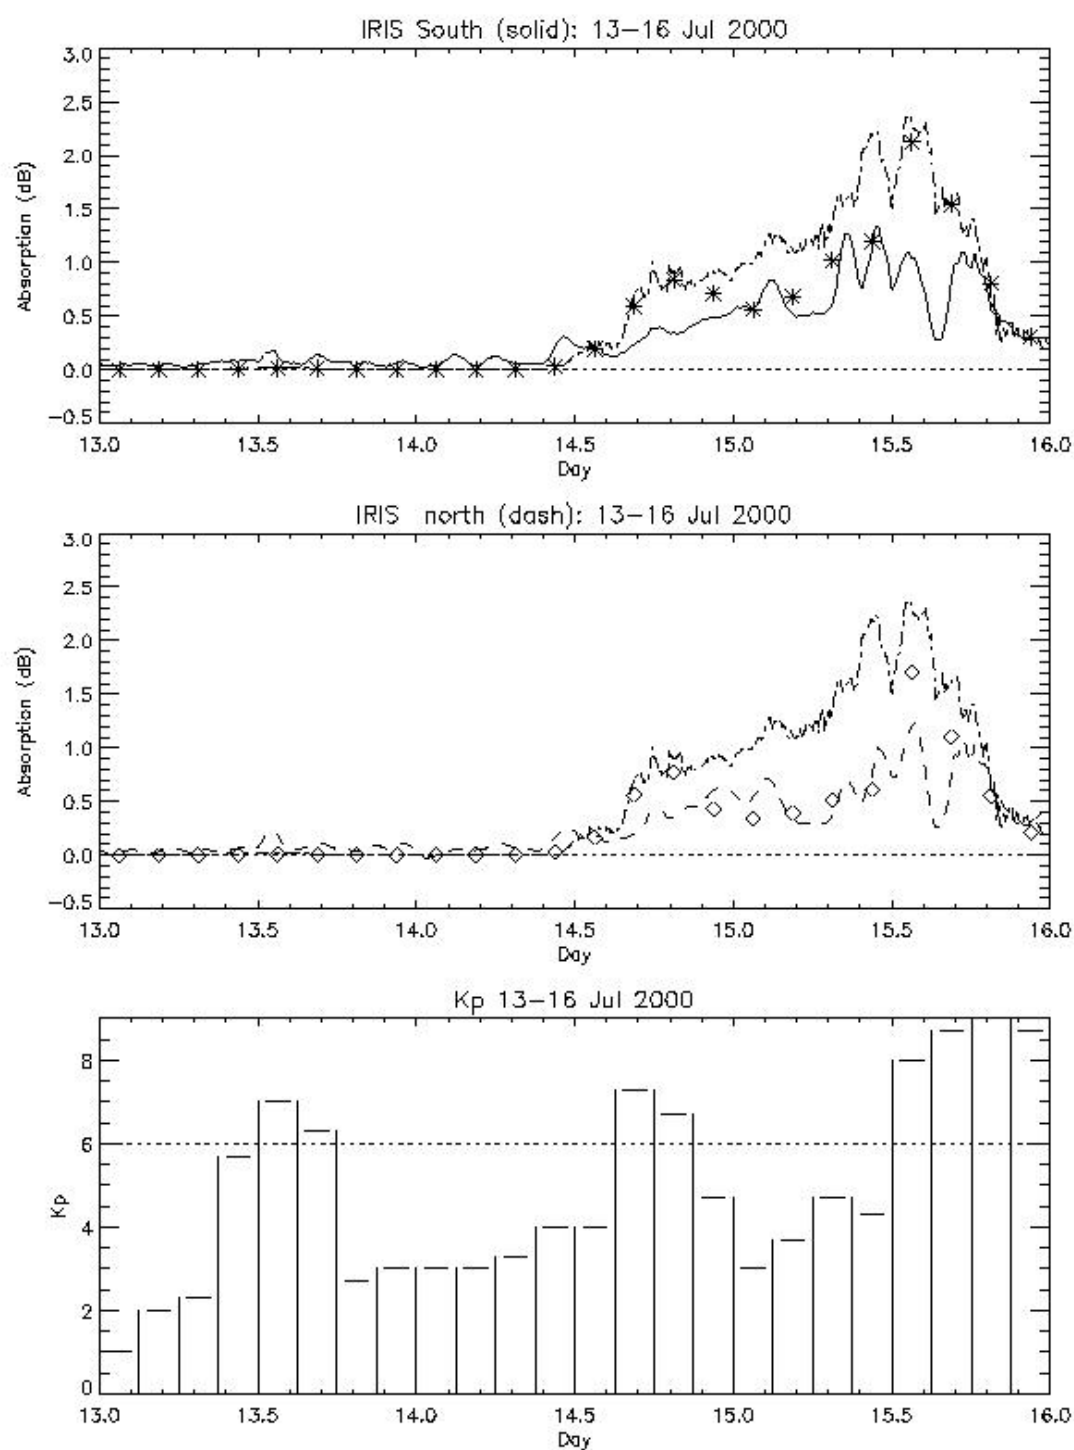 IRIS South (solid): 13-16 Jul 2000
3.0
2.5
2.0
1.5
1.0
0.5
0.0
-0.5
Absorption (dB)
13.0 13.5 14.0 14.5 15.0 15.5 16.0
Day
IRIS north (dash): 13-16 Jul 2000
3.0
2.5
2.0
1.5
1.0
0.5
0.0
-0.5
Absorption (dB)
13.0 13.5 14.0 14.5 15.0 15.5 16.0
Day
Kp 13-16 Jul 2000
8
6
4
2
0
Kp
13.0 13.5 14.0 14.5 15.0 15.5 16.0
Day